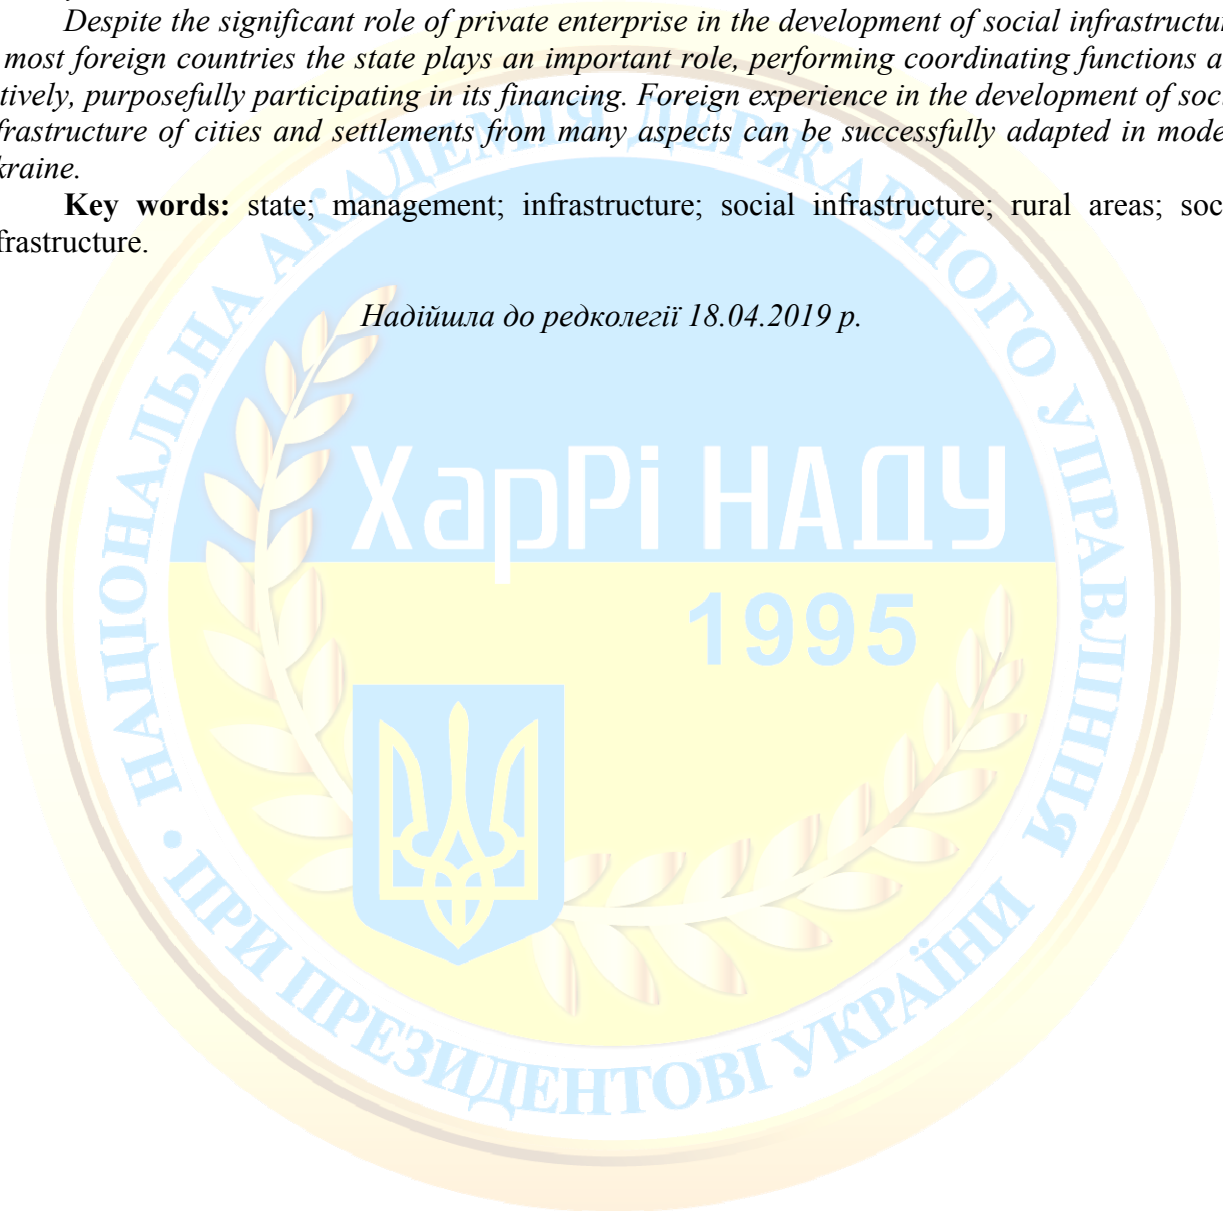 Despite the significant role of private enterprise in the development of social infrastructur
most foreign countries the state plays an important role, performing coordinating functions a
tively, purposefully participating in its financing. Foreign experience in the development of soci
frastructure of cities and settlements from many aspects can be successfully adapted in mode
kraine.
Key words: state; management; infrastructure; social infrastructure; rural areas; soc
frastructure.
Надійшла до редколегії 18.04.2019 р.
НАЦІОНАЛЬНА АКАДЕМІЯ ДЕРЖАВНОГО УПРАВЛІННЯ
ХарРі НАДУ
1995
• ПРИ ПРЕЗИДЕНТОВІ УКРАЇНИ